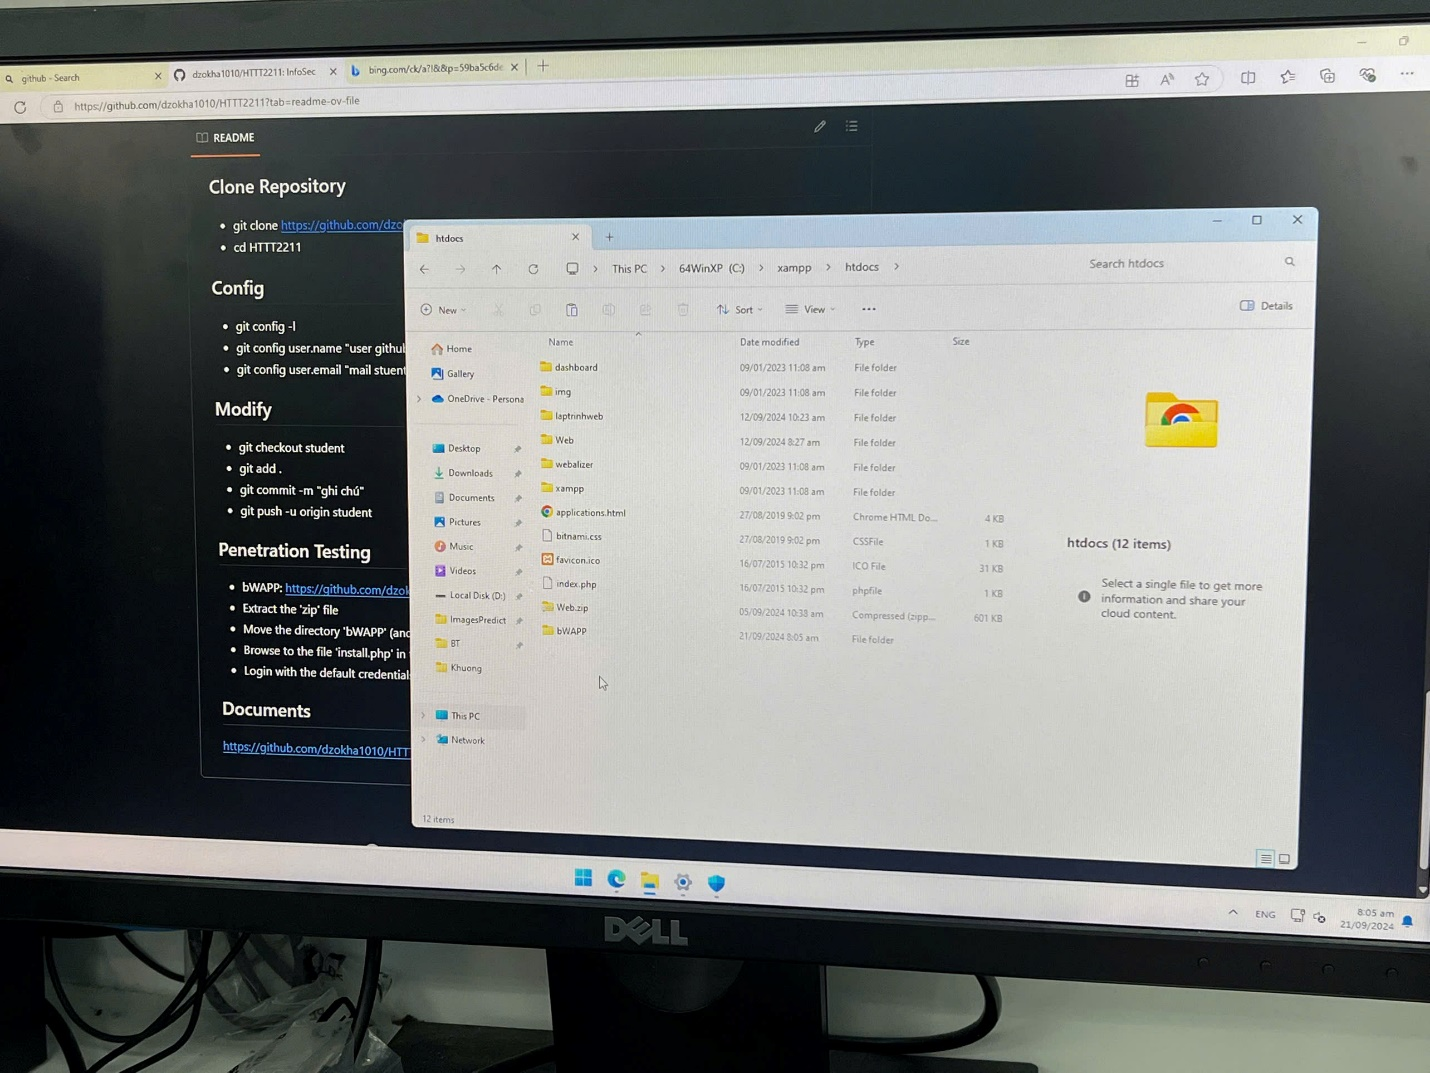 github - Search
dzokha1010/HTTT2211: InfoSec
bing.com/ck/a?!&&p=59ba5c6de
https://github.com/dzokha1010/HTTT2211?tab=readme-ov-file
README
Clone Repository
git clone https://github.com/dzo
cd HTTT2211
Config
git config -l
git config user.name "user githul
git config user.email "mail stuent
Modify
git checkout student
git add .
git commit -m "ghi chú"
git push -u origin student
Penetration Testing
bWAPP: https://github.com/dzok
Extract the 'zip' file
Move the directory 'bWAPP' (and
Browse to the file 'install.php' in
Login with the default credential
Documents
https://github.com/dzokha1010/HTT
htdocs
This PC > 64WinXP (C:) > xampp > htdocs >
Search htdocs
New
Sort
View
Details
Home
Gallery
OneDrive - Persona
Desktop
Downloads
Documents
Pictures
Music
Videos
Local Disk (D:)
ImagesPredict
BT
Khuong
This PC
Network
Name Date modified Type Size
dashboard 09/01/2023 11:08 am File folder
img 09/01/2023 11:08 am File folder
laptrinhweb 12/09/2024 10:23 am File folder
Web 12/09/2024 8:27 am File folder
webalizer 09/01/2023 11:08 am File folder
xampp 09/01/2023 11:08 am File folder
applications.html 27/08/2019 9:02 pm Chrome HTML Do... 4 KB
bitnami.css 27/08/2019 9:02 pm CSSFile 1 KB
favicon.ico 16/07/2015 10:32 pm ICO File 31 KB
index.php 16/07/2015 10:32 pm phpfile 1 KB
Web.zip 05/09/2024 10:38 am Compressed (zipp... 601 KB
bWAPP 21/09/2024 8:05 am File folder
htdocs (12 items)
Select a single file to get more
information and share your
cloud content.
12 items
ENG
8:05 am
21/09/2024
DELL